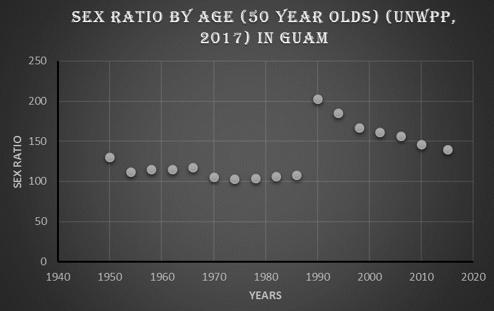 SEX RATIO BY AGE (50 YEAR OLDS) (UNWPP,
2017) IN GUAM
250
200
150
100
50
0
SEX RATIO
1940 1950 1960 1970 1980 1990 2000 2010 2020
YEARS